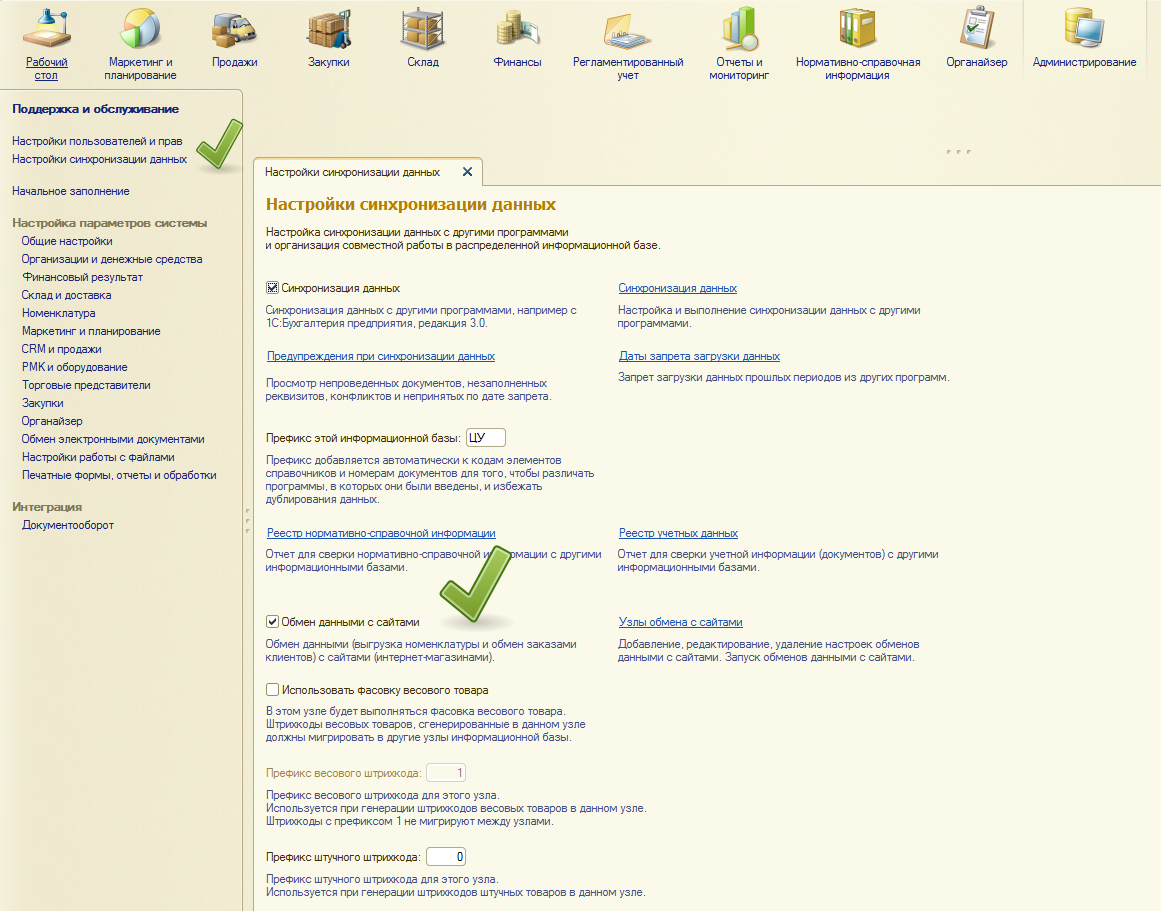 Рабочий
стол
Маркетинг и
планирование
Продажи
Закупки
Склад
Финансы
Регламентированный
учет
Отчеты и
мониторинг
Нормативно-справочная
информация
Органайзер
Администрирование
Поддержка и обслуживание
Настройки пользователей и прав
Настройки синхронизации данных
Начальное заполнение
Настройка параметров системы
Общие настройки
Организации и денежные средства
Финансовый результат
Склад и доставка
Номенклатура
Маркетинг и планирование
CRM и продажи
РМК и оборудование
Торговые представители
Закупки
Органайзер
Обмен электронными документами
Настройки работы с файлами
Печатные формы, отчеты и обработки
Интеграция
Документооборот
Настройки синхронизации данных
Настройки синхронизации данных
Настройка синхронизации данных с другими программами
и организация совместной работы в распределенной информационной базе.
Синхронизация данных
Синхронизация данных с другими программами, например с
1С:Бухгалтерия предприятия, редакция 3.0.
Синхронизация данных
Настройка и выполнение синхронизации данных с другими
программами.
Предупреждения при синхронизации данных
Просмотр непроведенных документов, незаполненных
реквизитов, конфликтов и непринятых по дате запрета.
Даты запрета загрузки данных
Запрет загрузки данных прошлых периодов из других программ.
Префикс этой информационной базы: ЦУ
Префикс добавляется автоматически к кодам элементов
справочников и номерам документов для того, чтобы различать
программы, в которых они были введены, и избежать
дублирования данных.
Реестр нормативно-справочной информации
Отчет для сверки нормативно-справочной информации с другими
информационными базами.
Реестр учетных данных
Отчет для сверки учетной информации (документов) с другими
информационными базами.
Обмен данными с сайтами
Обмен данными (выгрузка номенклатуры и обмен заказами
клиентов) с сайтами (интернет-магазинами).
Узлы обмена с сайтами
Добавление, редактирование, удаление настроек обменов
данными с сайтами. Запуск обменов данными с сайтами.
Использовать фасовку весового товара
В этом узле будет выполняться фасовка весового товара.
Штрихкоды весовых товаров, сгенерированные в данном узле
должны мигрировать в другие узлы информационной базы.
Префикс весового штрихкода: 1
Префикс весового штрихкода для этого узла.
Используется при генерации штрихкодов весовых товаров в данном узле.
Штрихкоды с префиксом 1 не мигрируют между узлами.
Префикс штучного штрихкода: 0
Префикс штучного штрихкода для этого узла.
Используется при генерации штрихкодов штучных товаров в данном узле.